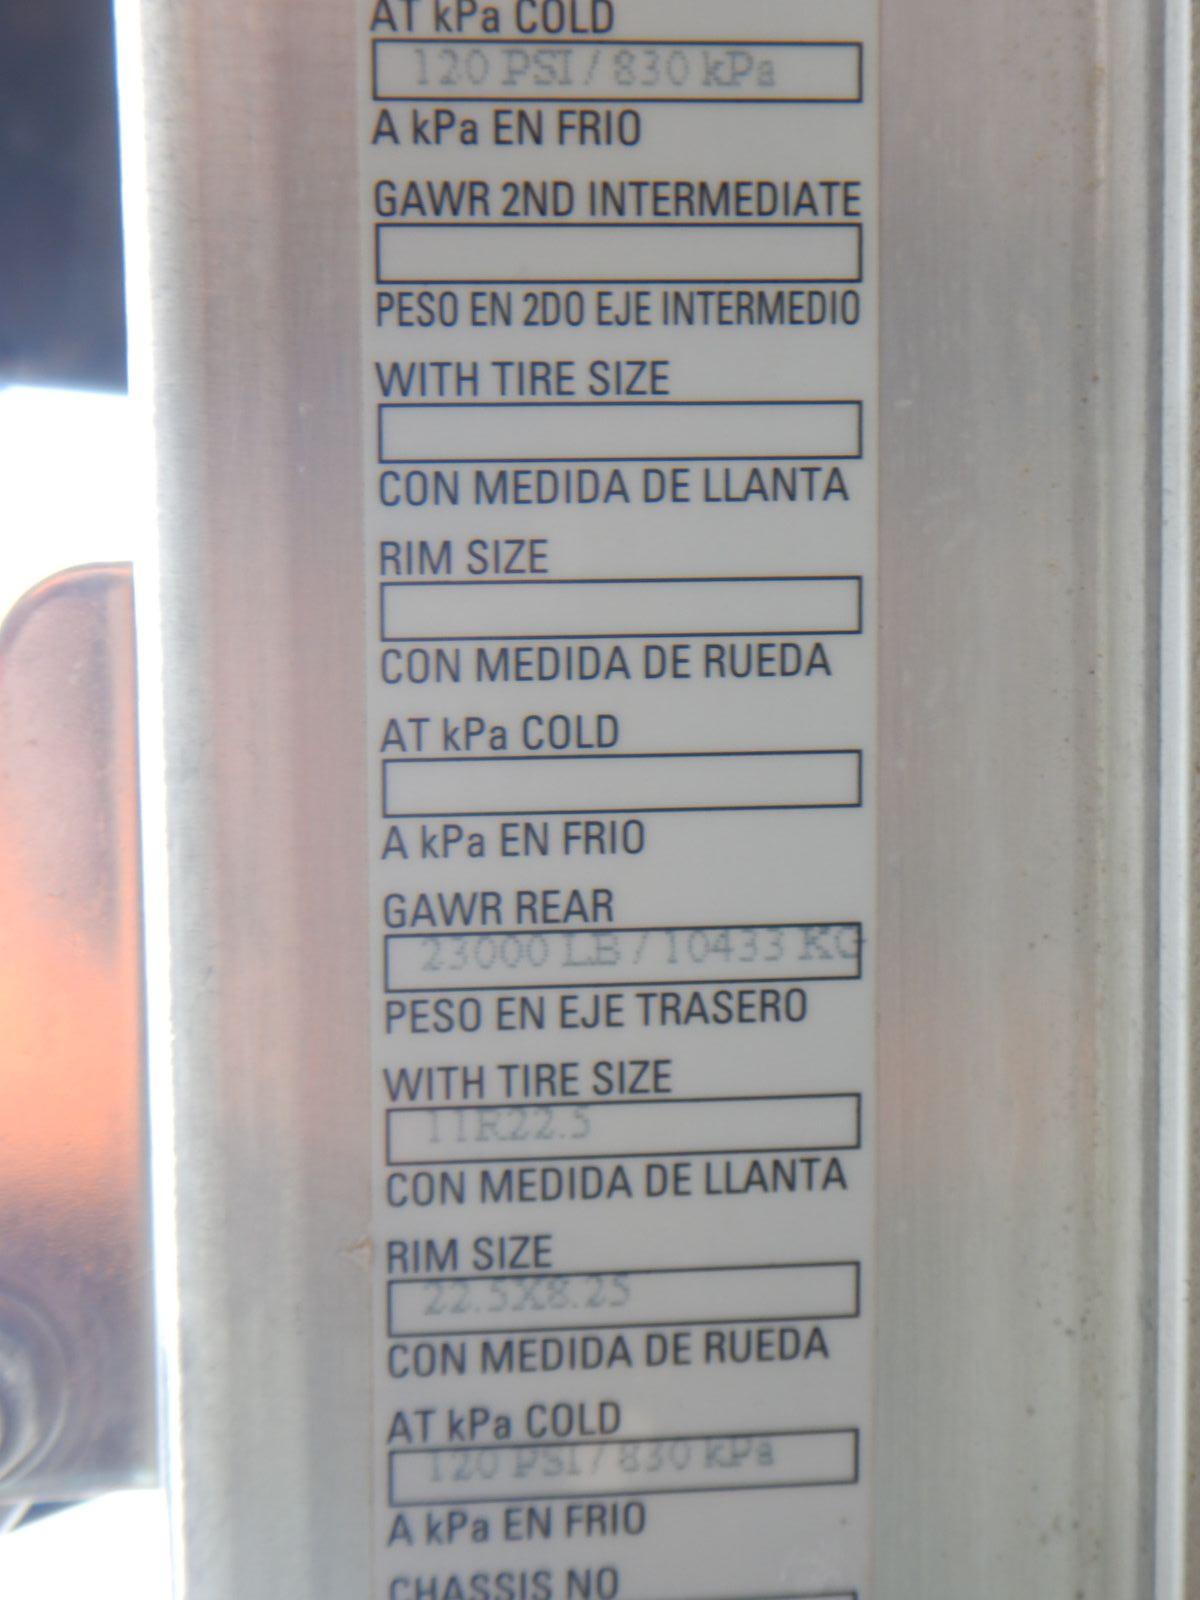 AT kPa COLD
120 PSI / 830 kPa
A kPa EN FRIO
GAWR 2ND INTERMEDIATE
PESO EN 2DO EJE INTERMEDIO
WITH TIRE SIZE
CON MEDIDA DE LLANTA
RIM SIZE
CON MEDIDA DE RUEDA
AT kPa COLD
A kPa EN FRIO
GAWR REAR
23000 LB / 10433 KG
PESO EN EJE TRASERO
WITH TIRE SIZE
11R22.5
CON MEDIDA DE LLANTA
RIM SIZE
22.5X8.25
CON MEDIDA DE RUEDA
AT kPa COLD
120 PSI / 830 kPa
A kPa EN FRIO
CHASSIS NO